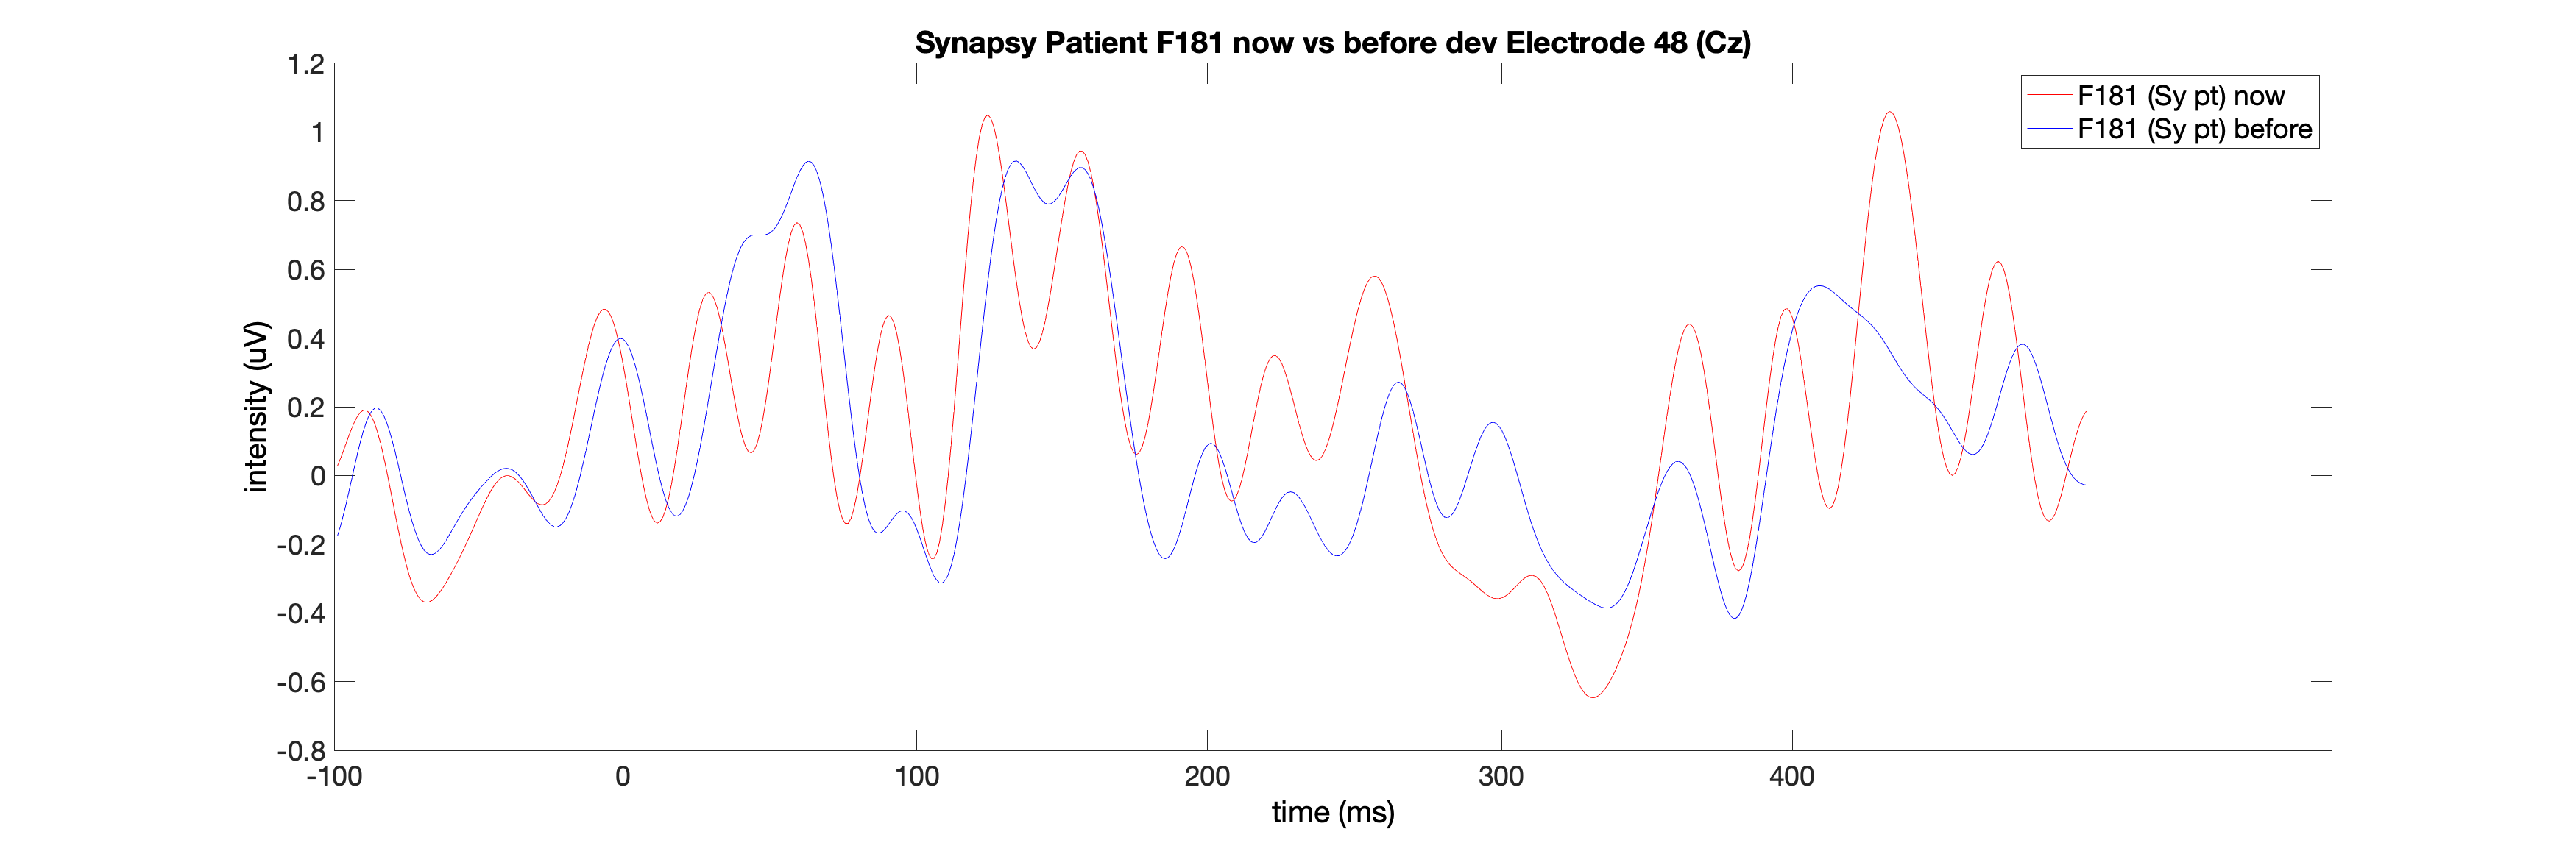 Synapsy Patient F181 now vs before dev Electrode 48 (Cz)
1.2
1
0.8
0.6
0.4
0.2
0
-0.2
-0.4
-0.6
-0.8
intensity (uV)
F181 (Sy pt) now
F181 (Sy pt) before
-100 0 100 200 300 400
time (ms)